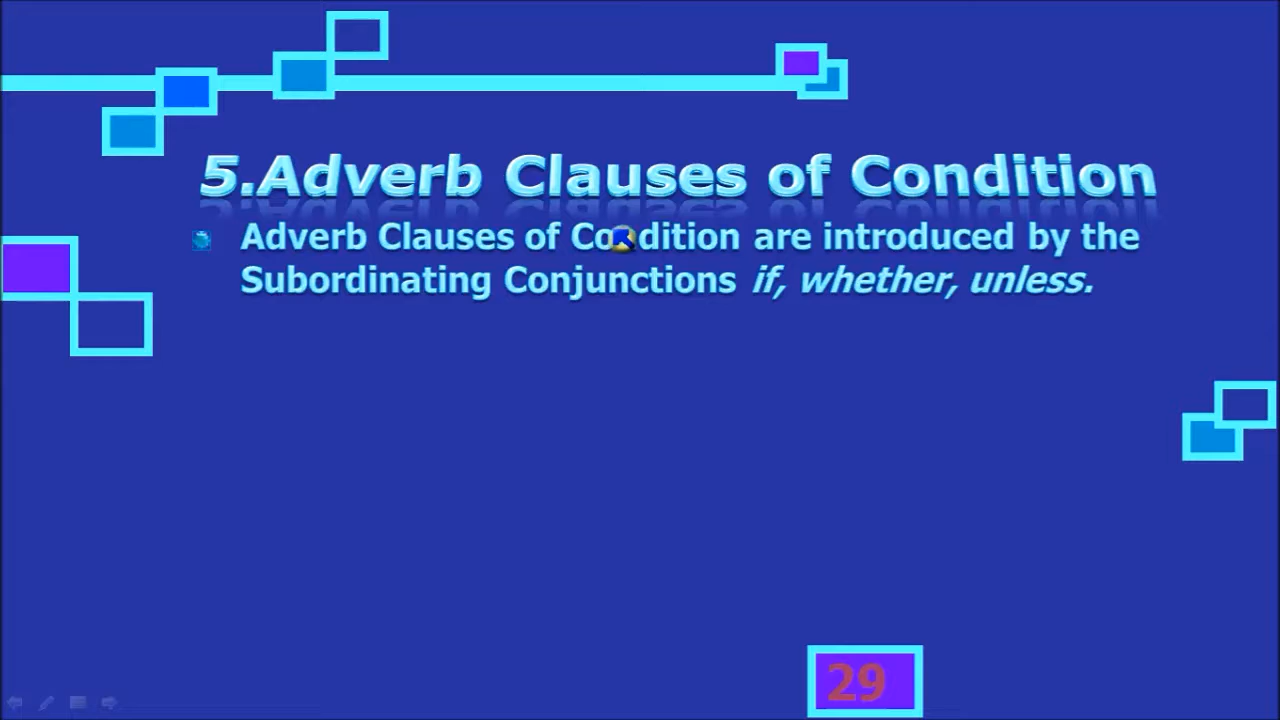 5.Adverb Clauses of Condition
Adverb Clauses of Condition are introduced by the
Subordinating Conjunctions if, whether, unless.
29